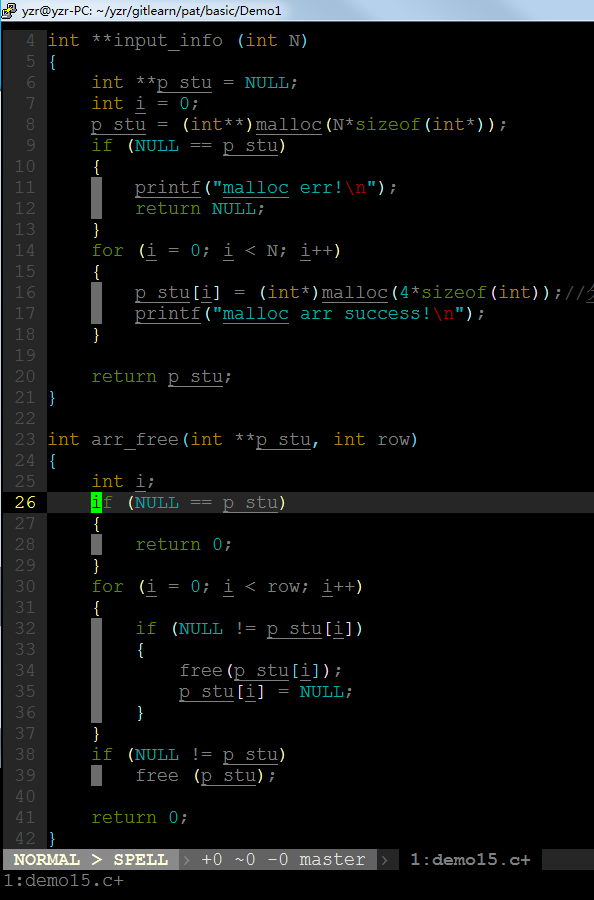 yzr@yzr-PC: ~/yzr/gitlearn/pat/basic/Demo1
4 int **input_info (int N)
5 {
6     int **p_stu = NULL;
7     int i = 0;
8     p_stu = (int**)malloc(N*sizeof(int*));
9     if (NULL == p_stu)
10     {
11         printf("malloc err!\n");
12         return NULL;
13     }
14     for (i = 0; i < N; i++)
15     {
16         p_stu[i] = (int*)malloc(4*sizeof(int));//
17         printf("malloc arr success!\n");
18     }
19
20     return p_stu;
21 }
22
23 int arr_free(int **p_stu, int row)
24 {
25     int i;
26     if (NULL == p_stu)
27     {
28         return 0;
29     }
30     for (i = 0; i < row; i++)
31     {
32         if (NULL != p_stu[i])
33         {
34             free(p_stu[i]);
35             p_stu[i] = NULL;
36         }
37     }
38     if (NULL != p_stu)
39         free (p_stu);
40
41     return 0;
42 }
NORMAL > SPELL › +0 ~0 -0 master › 1:demo15.c+
1:demo15.c+